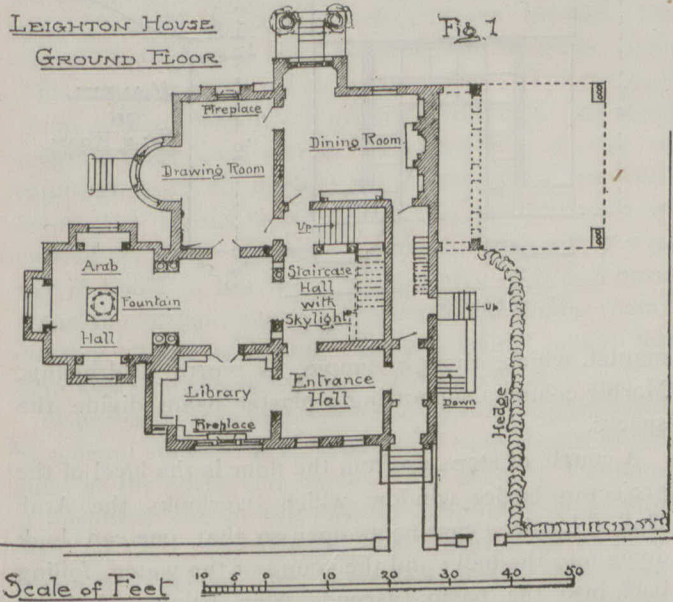 LEIGHTON HOUSE
GROUND FLOOR
Fig. 1
Fireplace
Drawing Room
Dining Room
Up
Arab
Hall
Fountain
Staircase
Hall
with
Skylight
Up
Down
Library
Fireplace
Entrance
Hall
Hedge
Scale of Feet
10 5 0 10 20 30 40 50